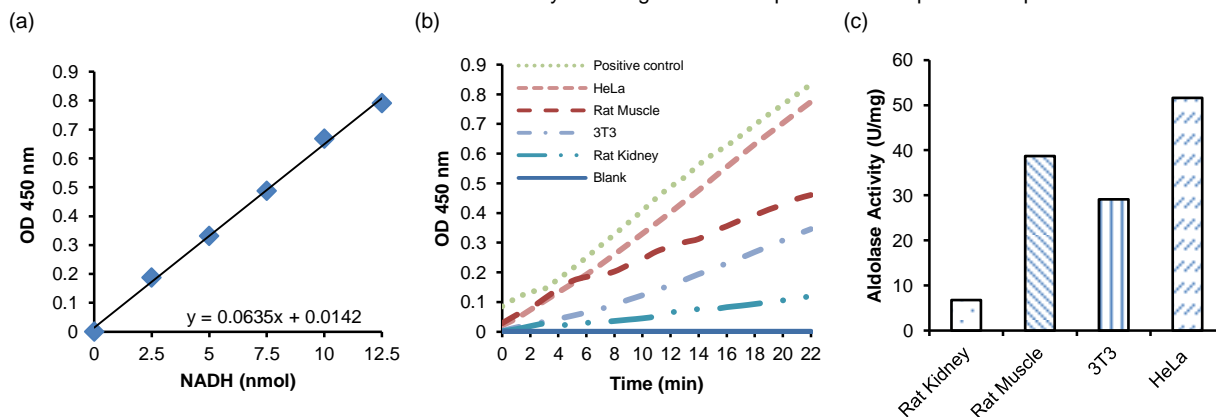 (a)
OD 450 nm
0.9
0.8
0.7
0.6
0.5
0.4
0.3
0.2
0.1
0
y = 0.0635x + 0.0142
0 2.5 5 7.5 10 12.5
NADH (nmol)
(b)
OD 450 nm
0.9
0.8
0.7
0.6
0.5
0.4
0.3
0.2
0.1
0
Positive control
HeLa
Rat Muscle
3T3
Rat Kidney
Blank
0 2 4 6 8 10 12 14 16 18 20 22
Time (min)
(c)
Aldolase Activity (U/mg)
60
50
40
30
20
10
0
Rat Kidney
Rat Muscle
3T3
HeLa